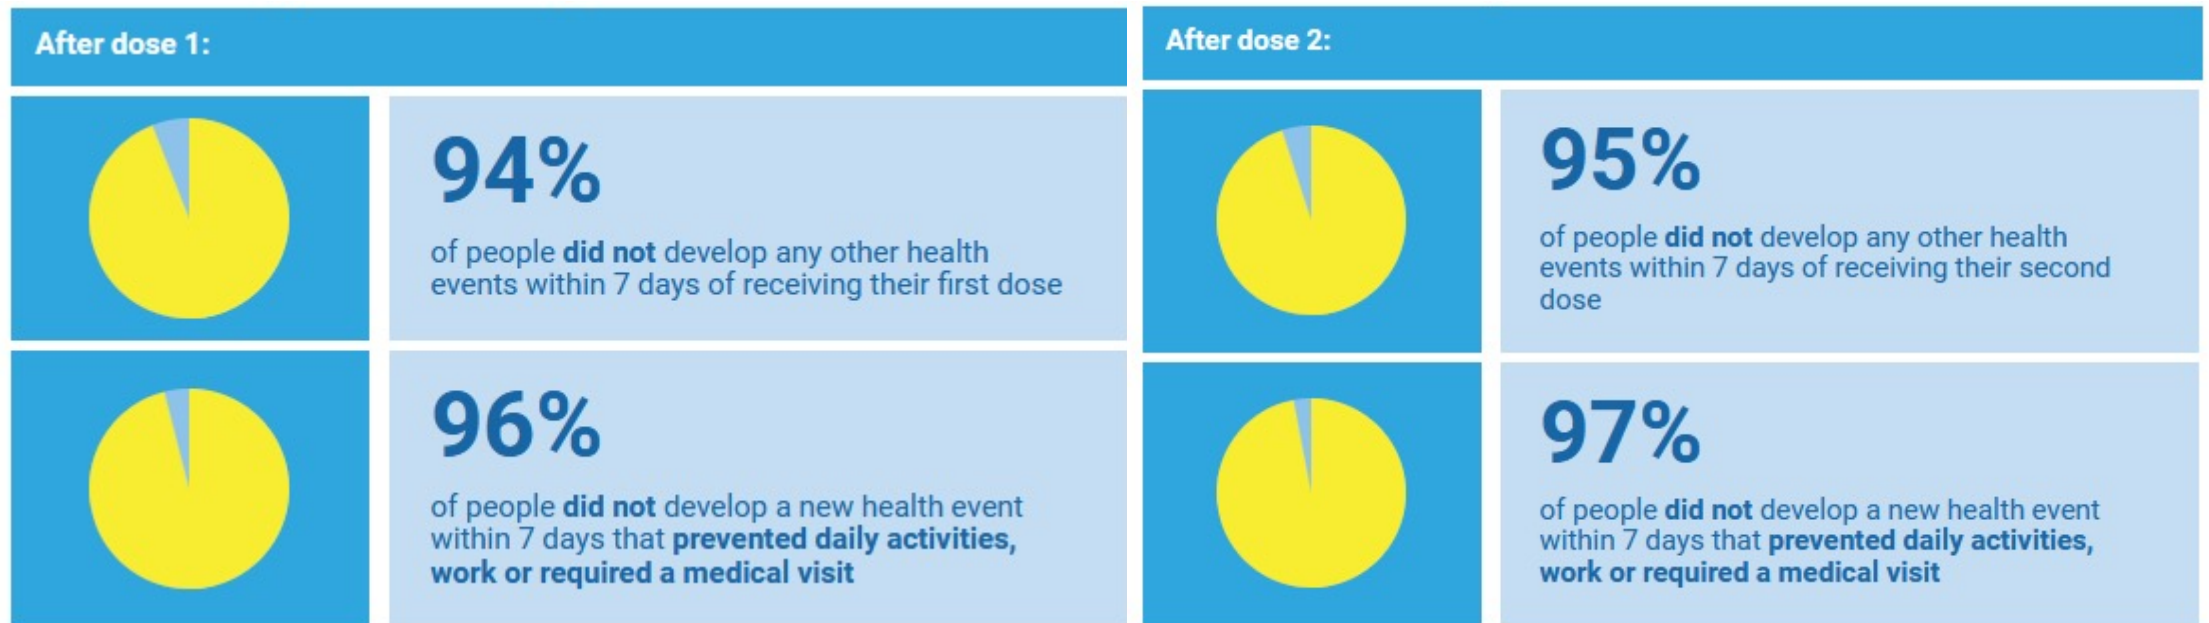 After dose 1:
94%
of people did not develop any other health
events within 7 days of receiving their first dose
96%
of people did not develop a new health event
within 7 days that prevented daily activities,
work or required a medical visit
After dose 2:
95%
of people did not develop any other health
events within 7 days of receiving their second
dose
97%
of people did not develop a new health event
within 7 days that prevented daily activities,
work or required a medical visit